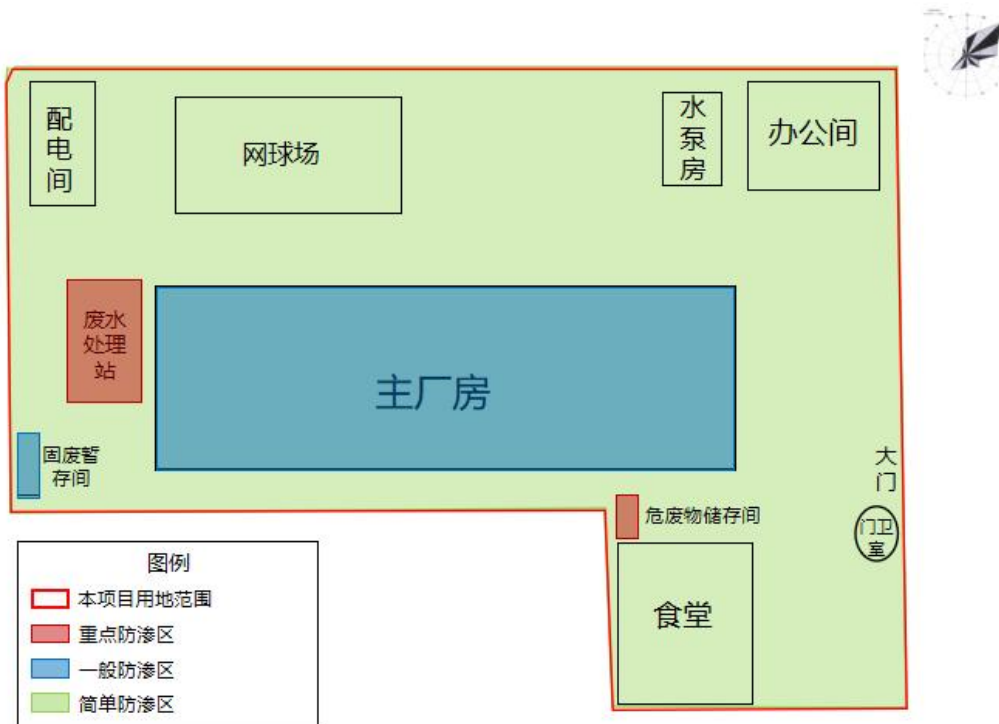 配
电
间
网球场
水
泵
房
办公间
废水
处理
站
主厂房
固废暂
存间
大
门
危废物储存间
门卫
室
食堂
图例
本项目用地范围
重点防渗区
一般防渗区
简单防渗区